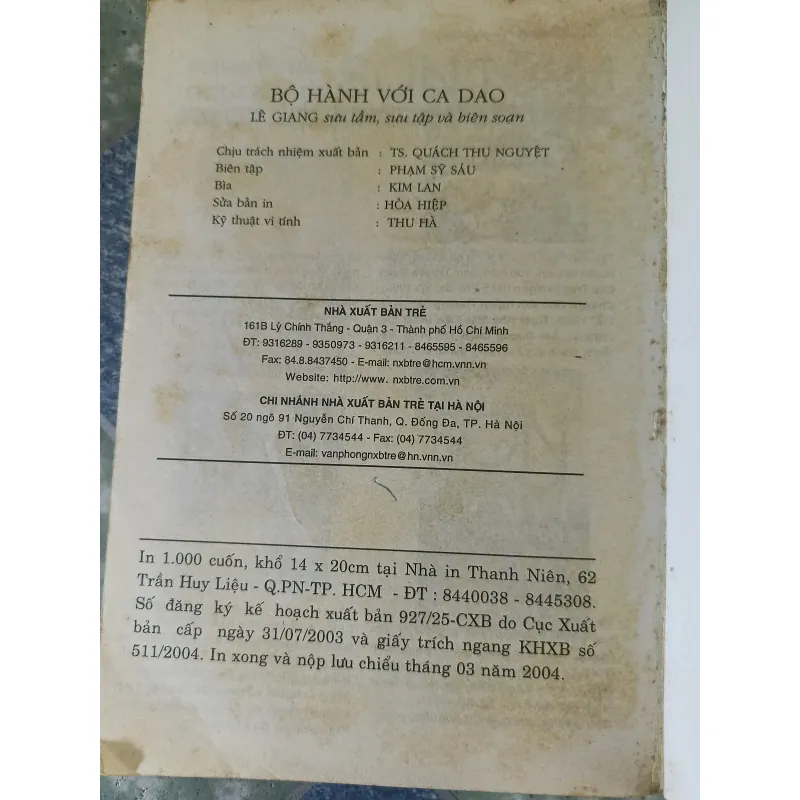 BỘ HÀNH VỚI CA DAO
LÊ GIANG sưu tầm, sưu tập và biên soạn
Chịu trách nhiệm xuất bản : TS. QUÁCH THU NGUYỆT
Biên tập : PHẠM SỸ SÁU
Bìa : KIM LAN
Sửa bản in : HÒA HIỆP
Kỹ thuật vi tính : THU HÀ
NHÀ XUẤT BẢN TRẺ
161B Lý Chính Thắng - Quận 3 - Thành phố Hồ Chí Minh
ĐT: 9316289 - 9350973 - 9316211 - 8465595 - 8465596
Fax: 84.8.8437450 - E-mail: nxbtre@hcm.vnn.vn
Website: http://www. nxbtre.com.vn
CHI NHÁNH NHÀ XUẤT BẢN TRẺ TẠI HÀ NỘI
Số 20 ngõ 91 Nguyễn Chí Thanh, Q. Đống Đa, TP. Hà Nội
ĐT: (04) 7734544 - Fax: (04) 7734544
E-mail: vanphongnxbtre@hn.vnn.vn
In 1.000 cuốn, khổ 14 x 20cm tại Nhà in Thanh Niên, 62
Trần Huy Liệu - Q.PN-TP. HCM - ĐT : 8440038 - 8445308.
Số đăng ký kế hoạch xuất bản 927/25-CXB do Cục Xuất
bản cấp ngày 31/07/2003 và giấy trích ngang KHXB số
511/2004. In xong và nộp lưu chiểu tháng 03 năm 2004.